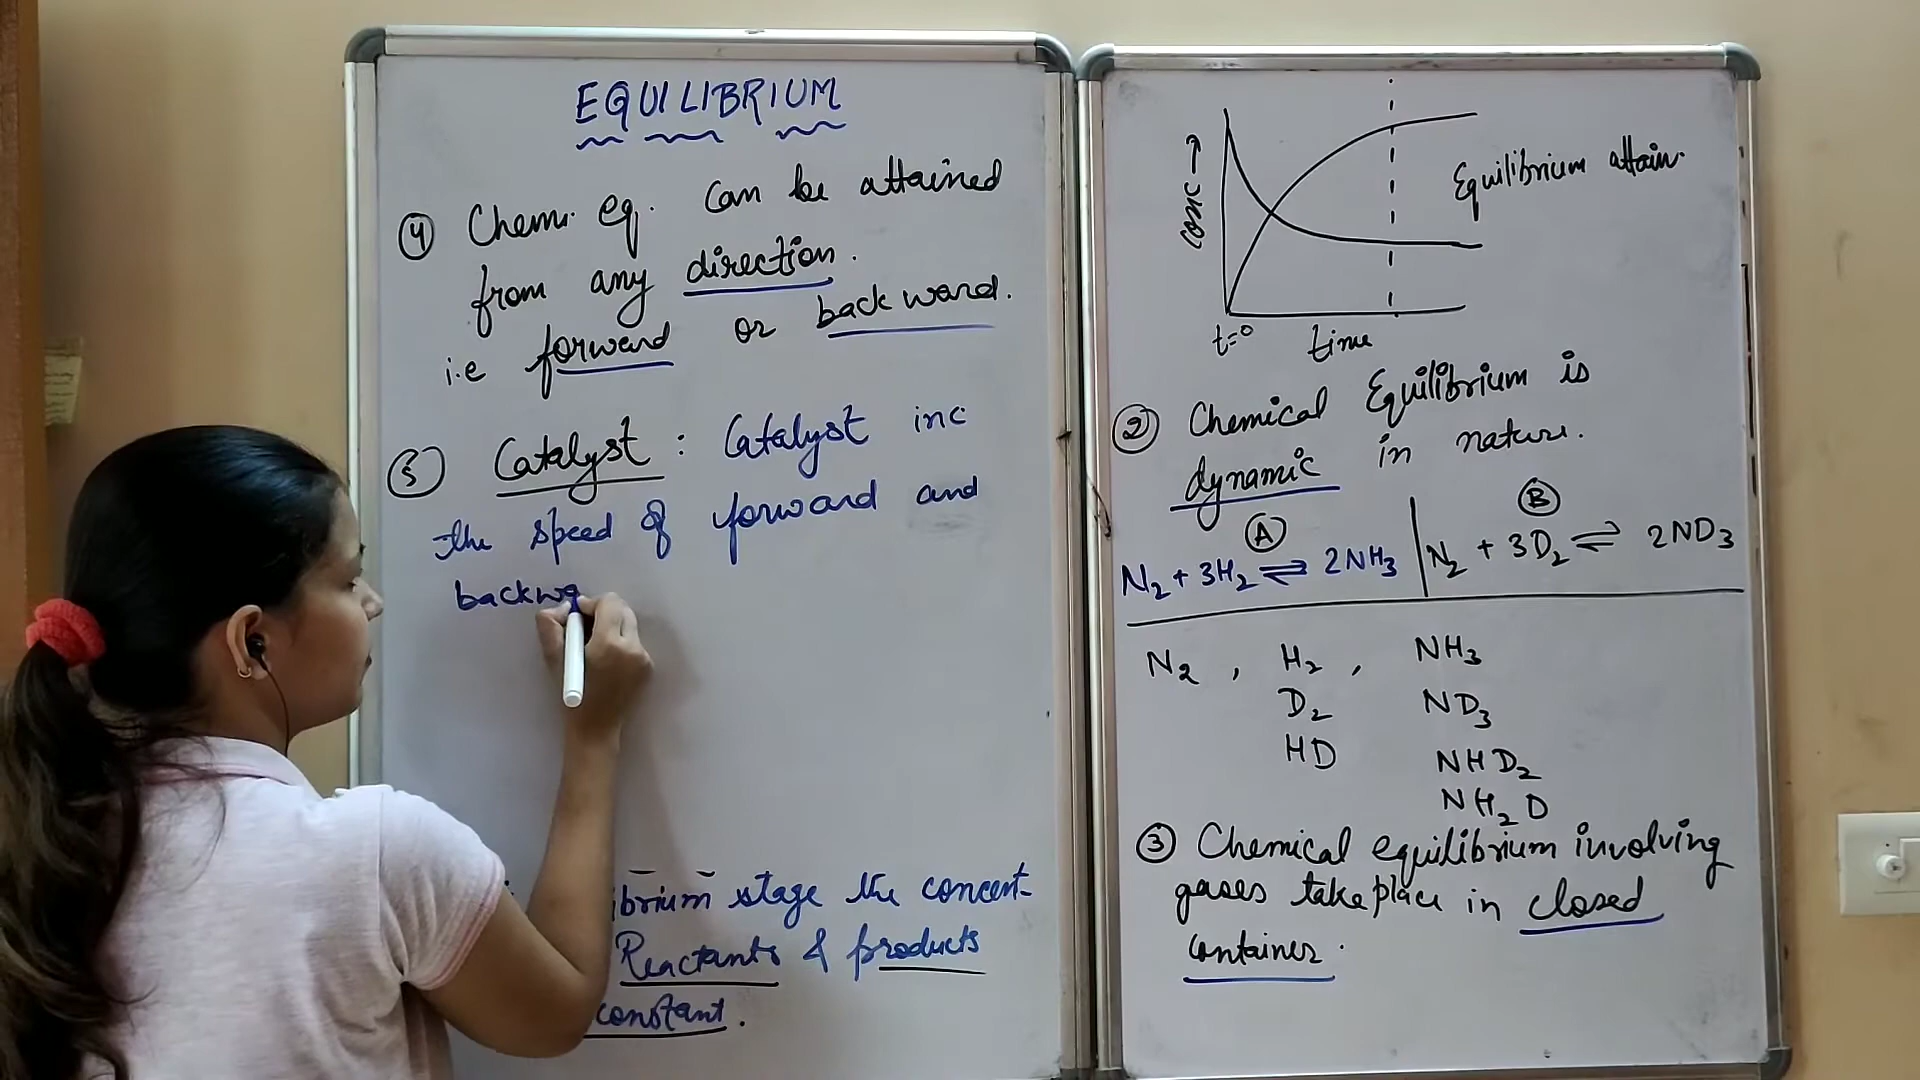 EQUILIBRIUM
④ Chem. eq. can be attained
from any direction.
i.e forward or backward.
⑤ Catalyst : Catalyst inc
the speed of forward and
backwa
ibrium stage the concent-
Reactants & products
constant.
conc →
Equilibrium attain.
t=0 time
② Chemical Equilibrium is
dynamic in nature.
Ⓐ Ⓑ
N₂ + 3H₂ ⇌ 2NH₃ | N₂ + 3D₂ ⇌ 2ND₃
N₂ , H₂ , NH₃
D₂ ND₃
HD NHD₂
NH₂D
③ Chemical equilibrium involving
gases take place in closed
container.